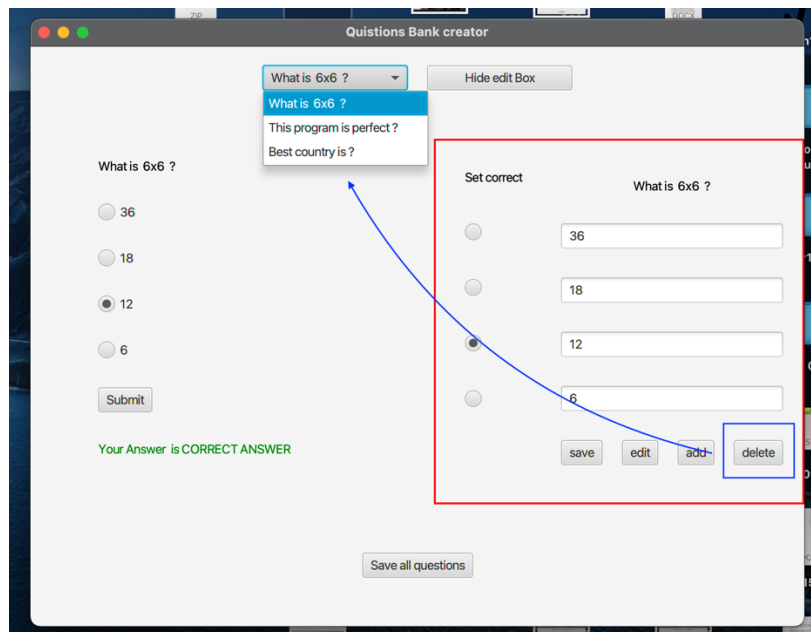 ZIP
DOCX
Quistions Bank creator
What is 6x6 ?
Hide edit Box
What is 6x6 ?
This program is perfect ?
Best country is ?
What is 6x6 ?
36
18
12
6
Submit
Your Answer is CORRECT ANSWER
Set correct
What is 6x6 ?
36
18
12
6
save
edit
add
delete
Save all questions